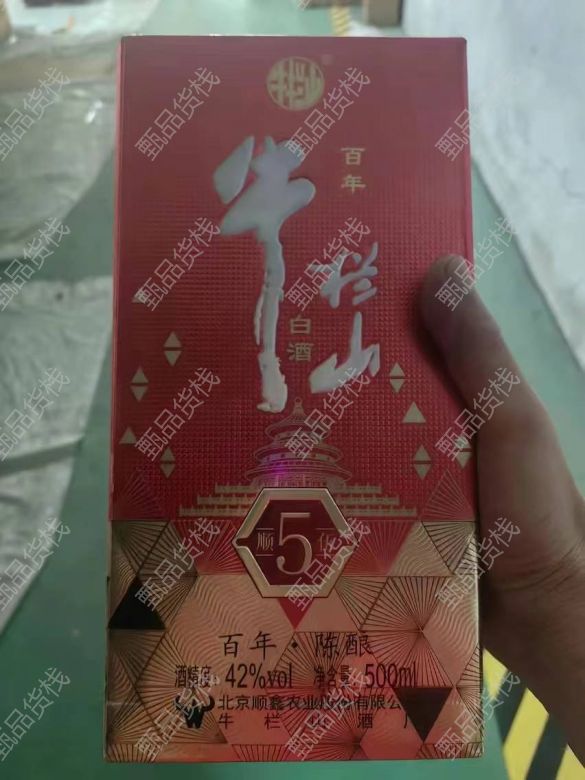 牛栏山
百年
牛栏山
白酒
顺 5
百年·陈酿
酒精度: 42%vol 净含量: 500ml
北京顺鑫农业股份有限公
牛栏山酒厂
甄品货栈